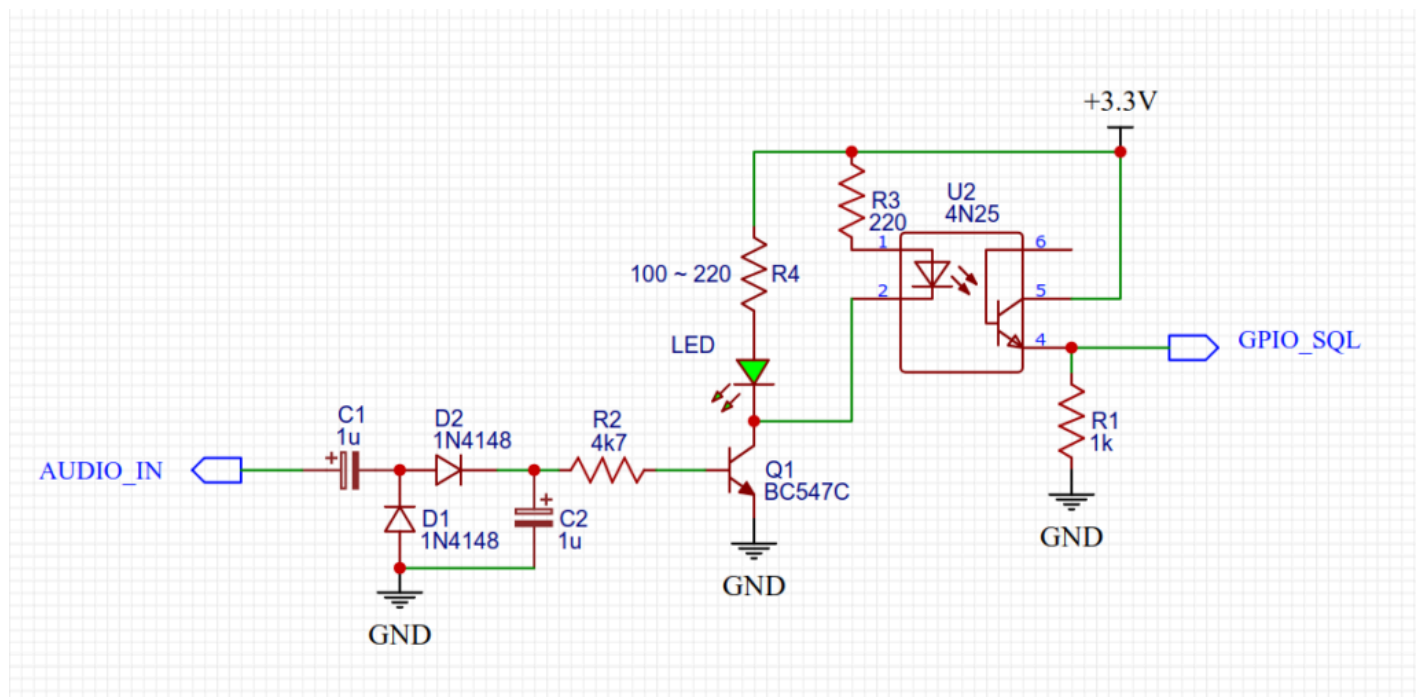 +3.3V
R3
220
U2
4N25
1
6
100 ~ 220
R4
2
5
LED
4
GPIO_SQL
C1
1u
D2
1N4148
R2
4k7
R1
1k
AUDIO_IN
+
Q1
BC547C
+
D1
1N4148
C2
1u
GND
GND
GND